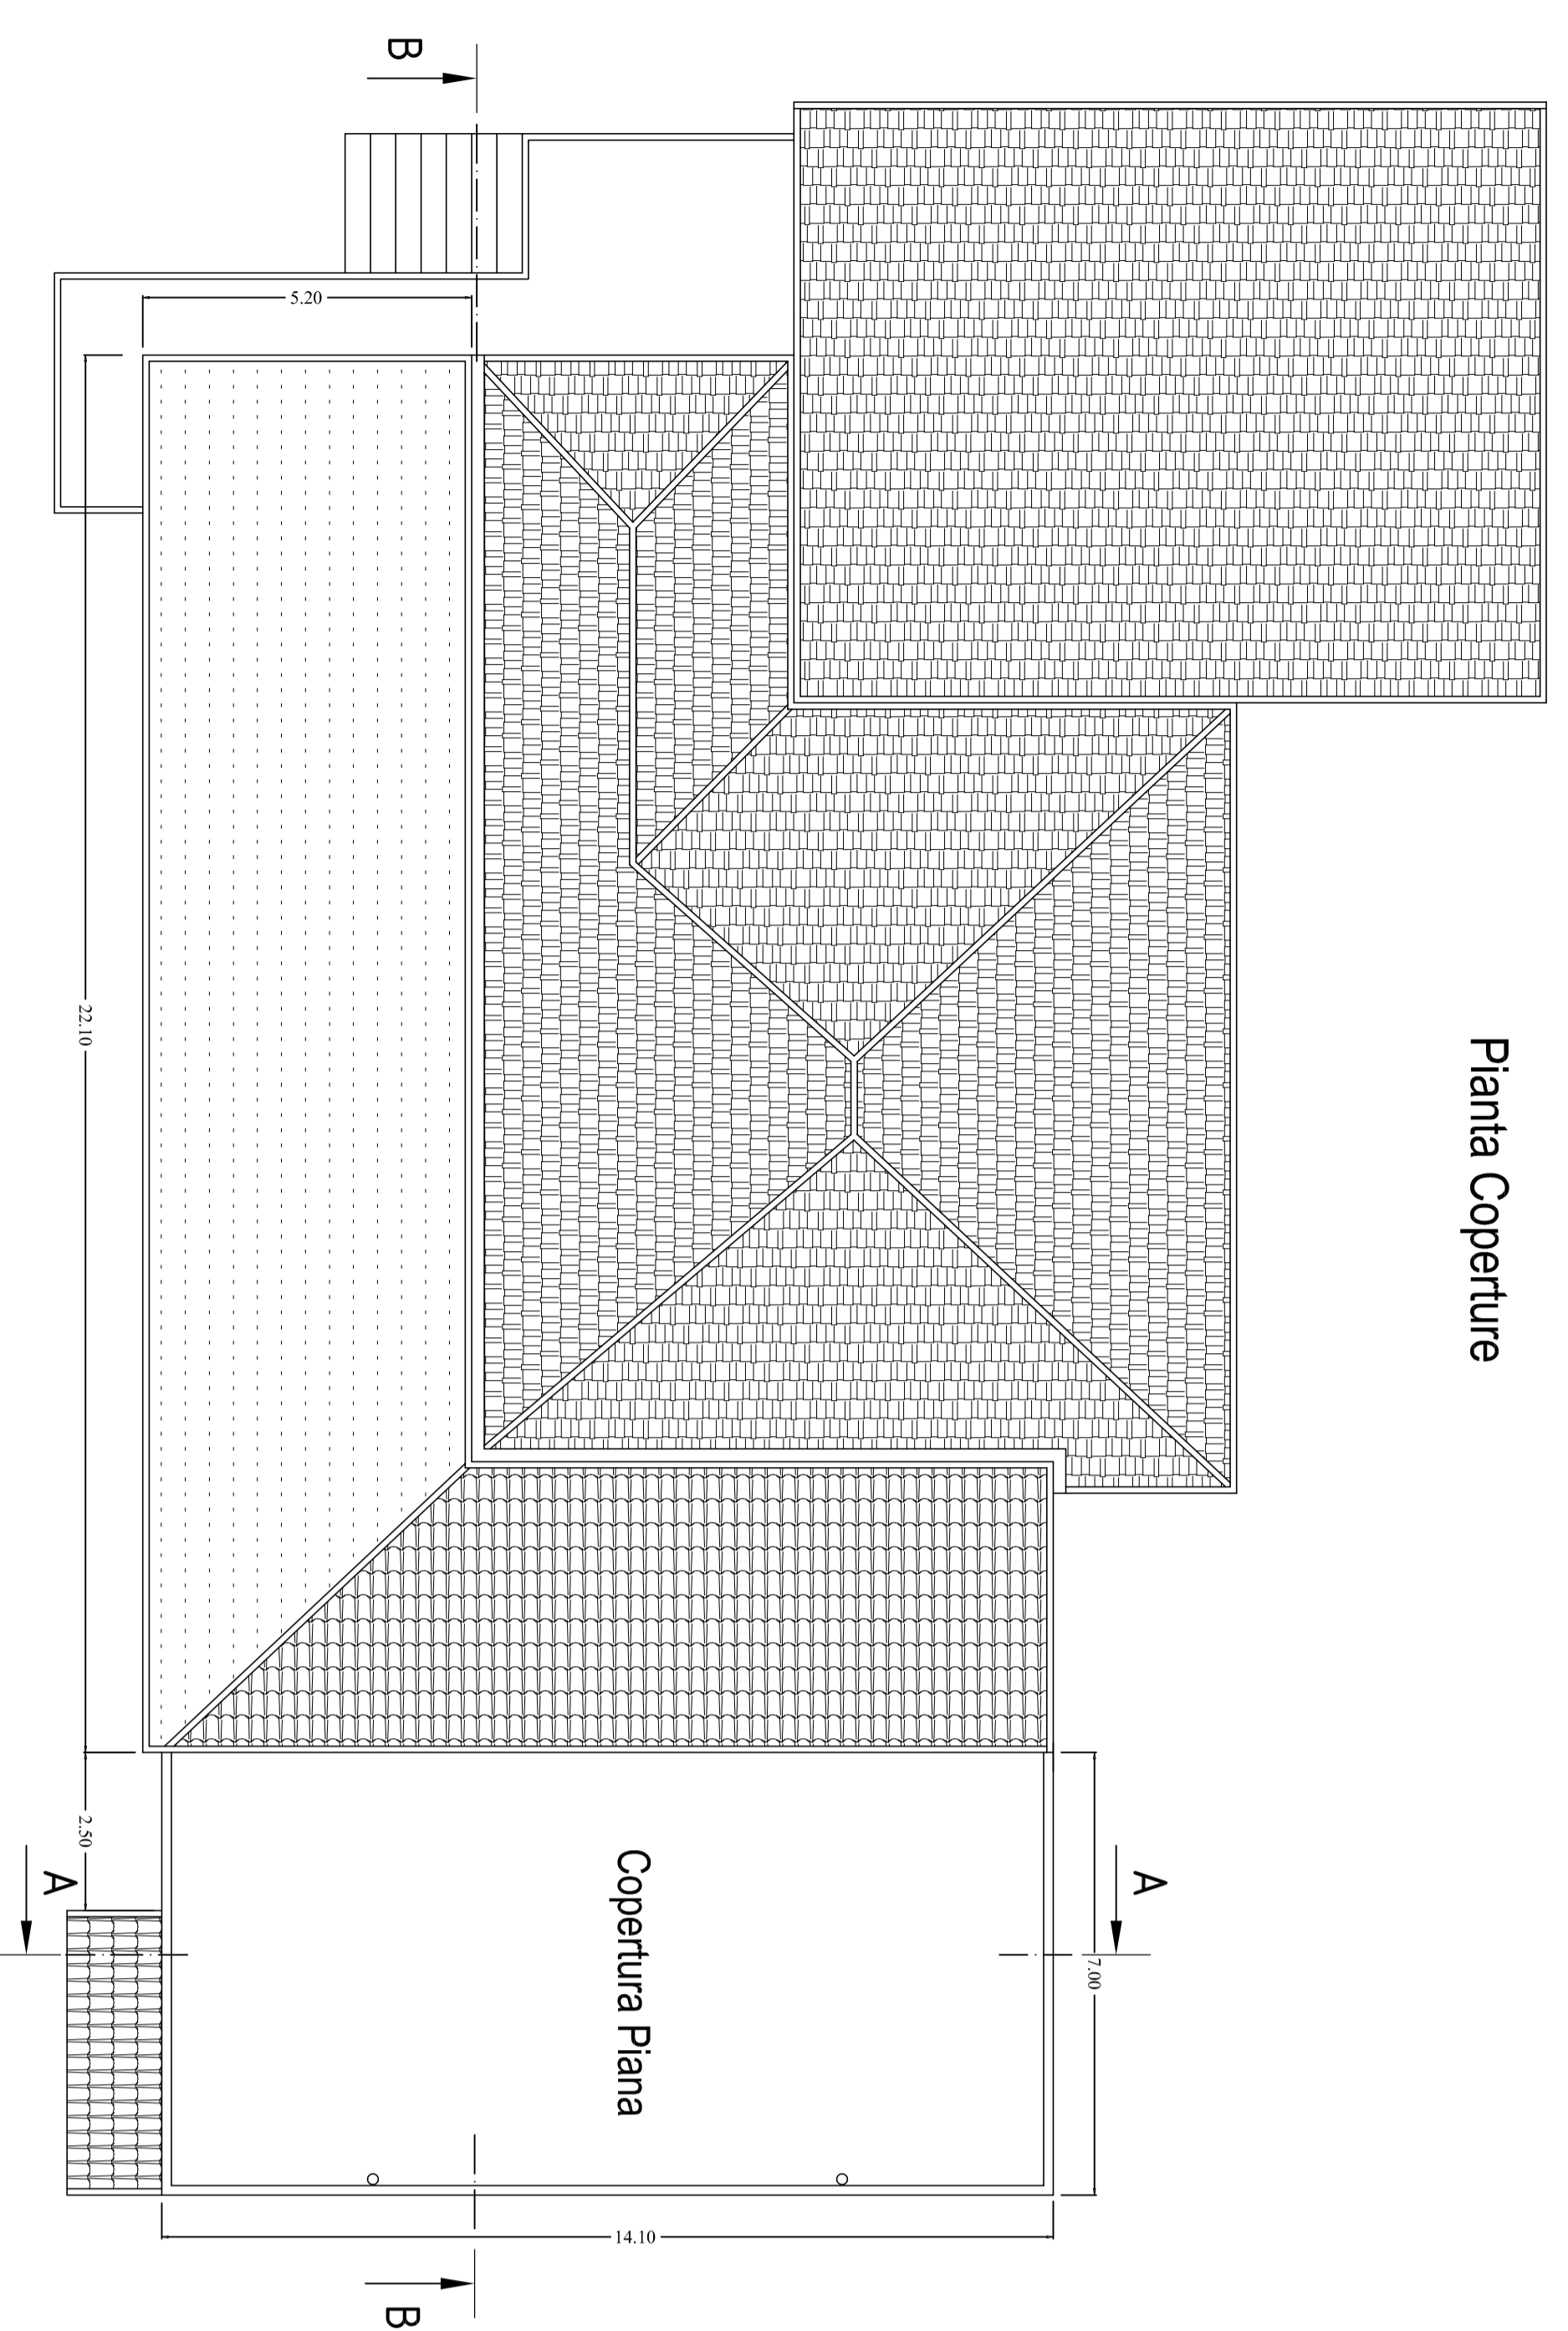 Pianta Coperture
B
5.20
22.10
2.50
A
A
7.00
Copertura Piana
14.10
B